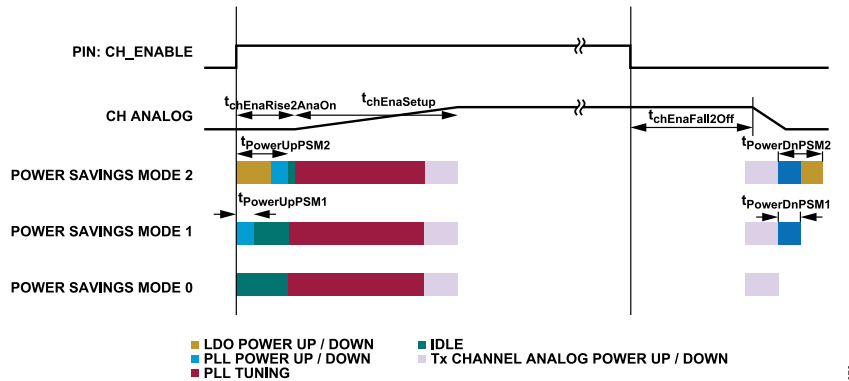 PIN: CH_ENABLE
CH ANALOG
tchEnaRise2AnaOn
tchEnaSetup
tchEnaFall2Off
tPowerUpPSM2
tPowerDnPSM2
POWER SAVINGS MODE 2
tPowerUpPSM1
tPowerDnPSM1
POWER SAVINGS MODE 1
POWER SAVINGS MODE 0
LDO POWER UP / DOWN
IDLE
PLL POWER UP / DOWN
Tx CHANNEL ANALOG POWER UP / DOWN
PLL TUNING